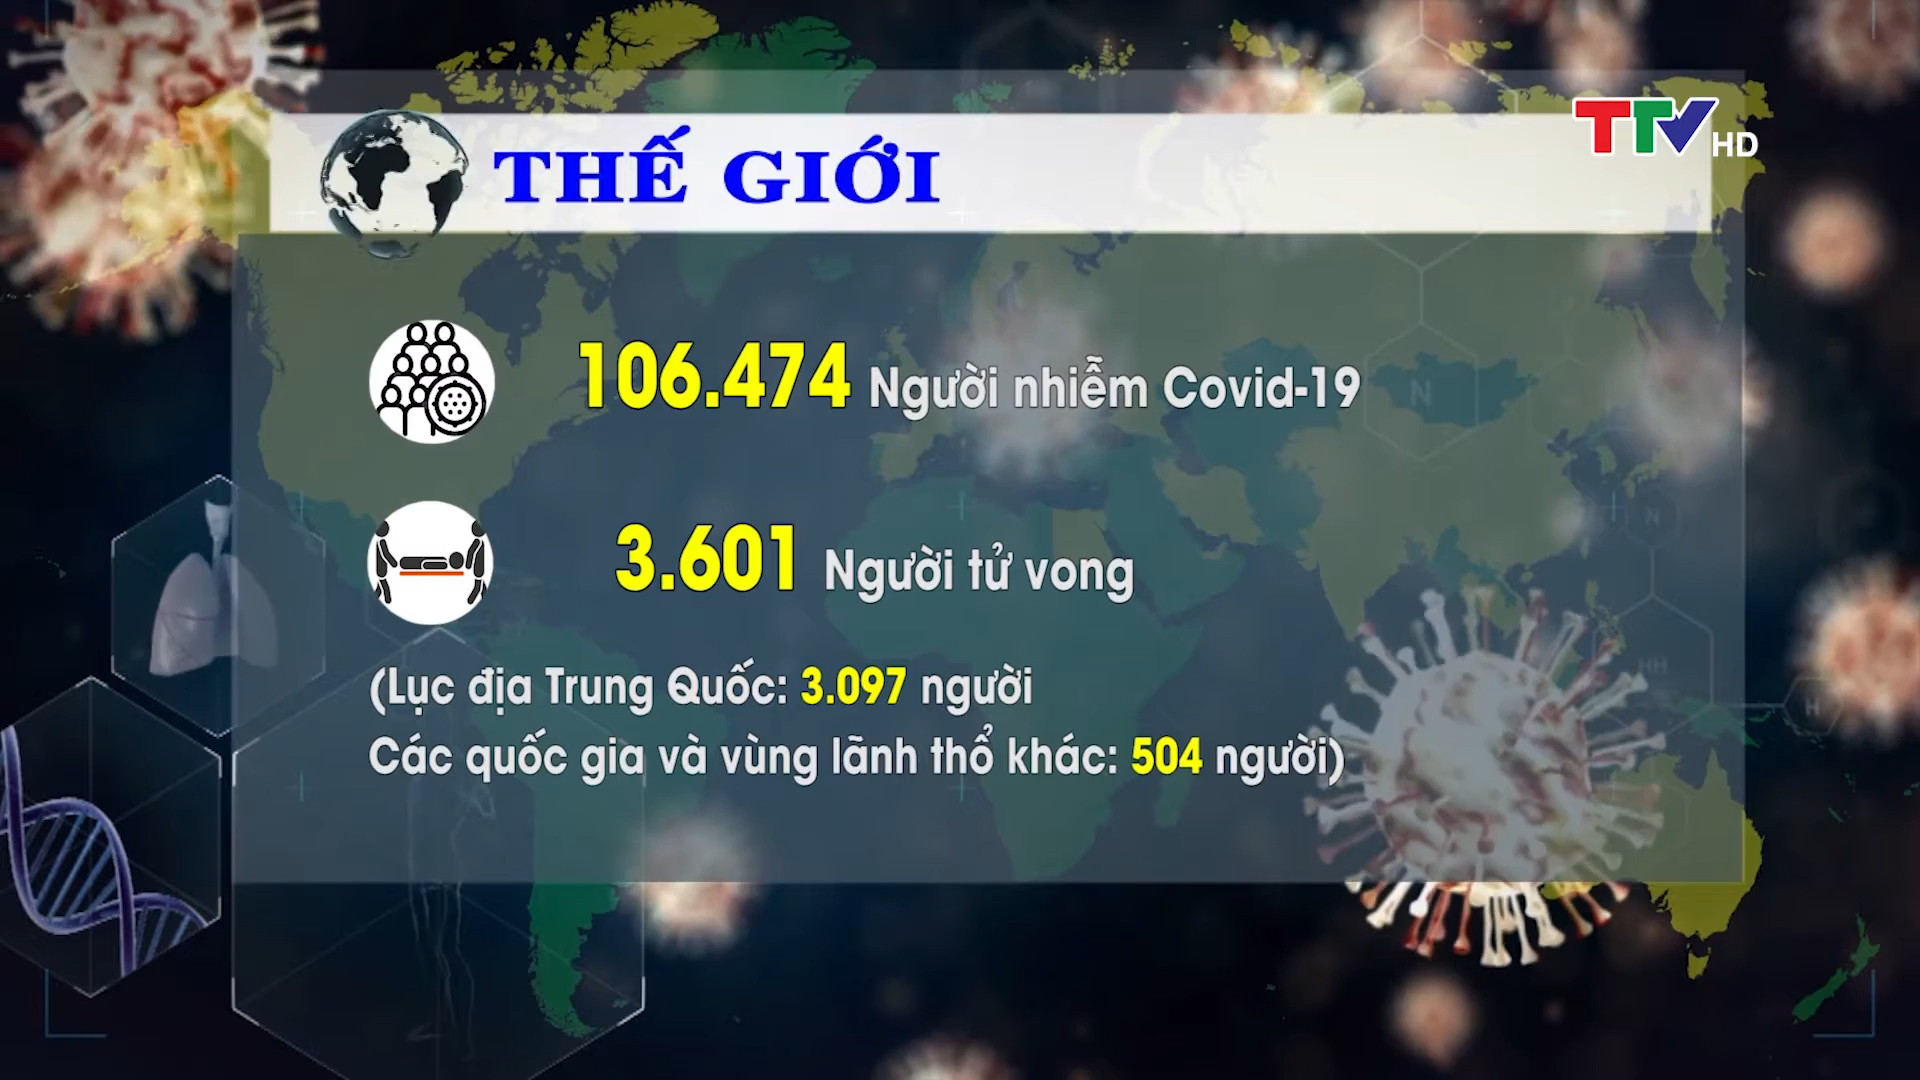 THẾ GIỚI
TTV HD
106.474 Người nhiễm Covid-19
3.601 Người tử vong
(Lục địa Trung Quốc: 3.097 người
Các quốc gia và vùng lãnh thổ khác: 504 người)
N
N
HH
H